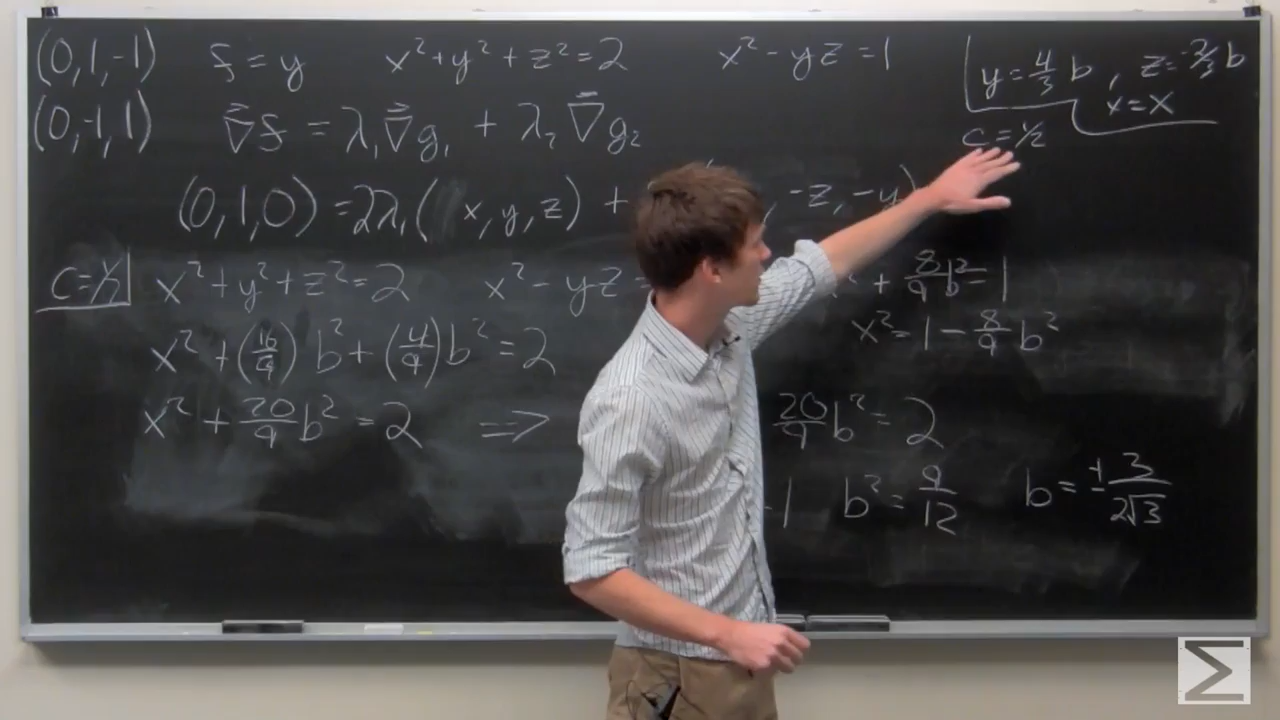 (0,1,-1) f = y x²+y²+z²=2 x²-yz=1 y=4/3 b, z=-2/3 b
x=x
(0,-1,1) ∇⃗f = λ₁∇⃗g₁ + λ₂∇⃗g₂ c=1/2
(0,1,0) = 2λ₁(x,y,z) + , -z,-y)
c=1/2 x²+y²+z²=2 x²-yz= + 8/9 b²=1
x²+(16/9)b²+(4/9)b²=2 x²=1-8/9 b²
x²+20/9 b²=2 ⟹ 20/9 b²=2
-1 b²=9/12 b=±3/2√3
Σ